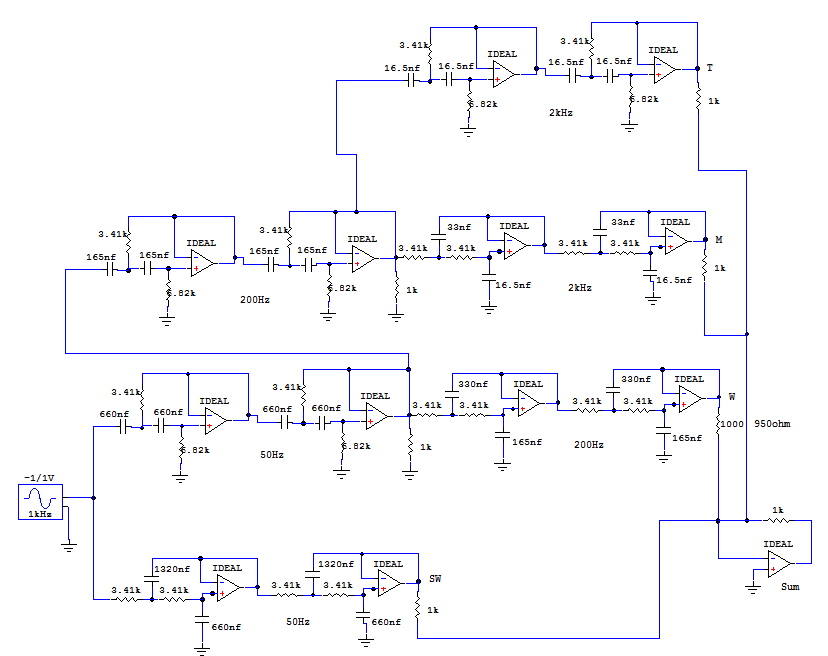 IDEAL
IDEAL
3.41k
3.41k
16.5nf
16.5nf
16.5nf
16.5nf
T
6.82k
6.82k
1k
2kHz
IDEAL
IDEAL
IDEAL
IDEAL
3.41k
3.41k
33nf
33nf
165nf
165nf
165nf
165nf
3.41k
3.41k
3.41k
3.41k
M
6.82k
6.82k
1k
16.5nf
16.5nf
1k
200Hz
2kHz
IDEAL
IDEAL
IDEAL
IDEAL
3.41k
3.41k
330nf
330nf
660nf
660nf
660nf
660nf
3.41k
3.41k
3.41k
3.41k
W
6.82k
6.82k
1k
165nf
165nf
1000
950ohm
50Hz
200Hz
-1/1V
1kHz
1k
IDEAL
Sum
IDEAL
IDEAL
1320nf
1320nf
3.41k
3.41k
3.41k
3.41k
SW
660nf
660nf
1k
50Hz